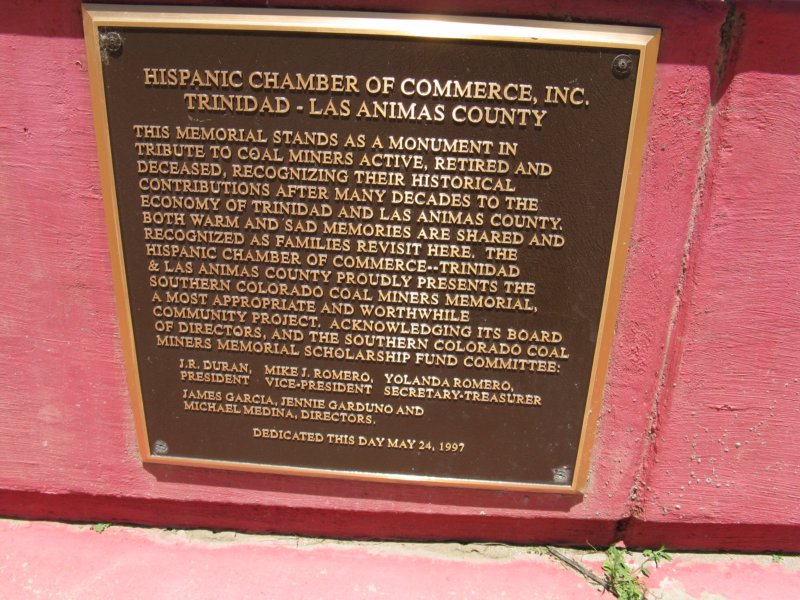 HISPANIC CHAMBER OF COMMERCE, INC.
TRINIDAD - LAS ANIMAS COUNTY
THIS MEMORIAL STANDS AS A MONUMENT IN
TRIBUTE TO COAL MINERS ACTIVE, RETIRED AND
DECEASED, RECOGNIZING THEIR HISTORICAL
CONTRIBUTIONS AFTER MANY DECADES TO THE
ECONOMY OF TRINIDAD AND LAS ANIMAS COUNTY.
BOTH WARM AND SAD MEMORIES ARE SHARED AND
RECOGNIZED AS FAMILIES REVISIT HERE. THE
HISPANIC CHAMBER OF COMMERCE--TRINIDAD
& LAS ANIMAS COUNTY PROUDLY PRESENTS THE
SOUTHERN COLORADO COAL MINERS MEMORIAL,
A MOST APPROPRIATE AND WORTHWHILE
COMMUNITY PROJECT. ACKNOWLEDGING ITS BOARD
OF DIRECTORS, AND THE SOUTHERN COLORADO COAL
MINERS MEMORIAL SCHOLARSHIP FUND COMMITTEE:
J.R. DURAN, MIKE J. ROMERO, YOLANDA ROMERO,
PRESIDENT VICE-PRESIDENT SECRETARY-TREASURER
JAMES GARCIA, JENNIE GARDUNO AND
MICHAEL MEDINA, DIRECTORS.
DEDICATED THIS DAY MAY 24, 1997